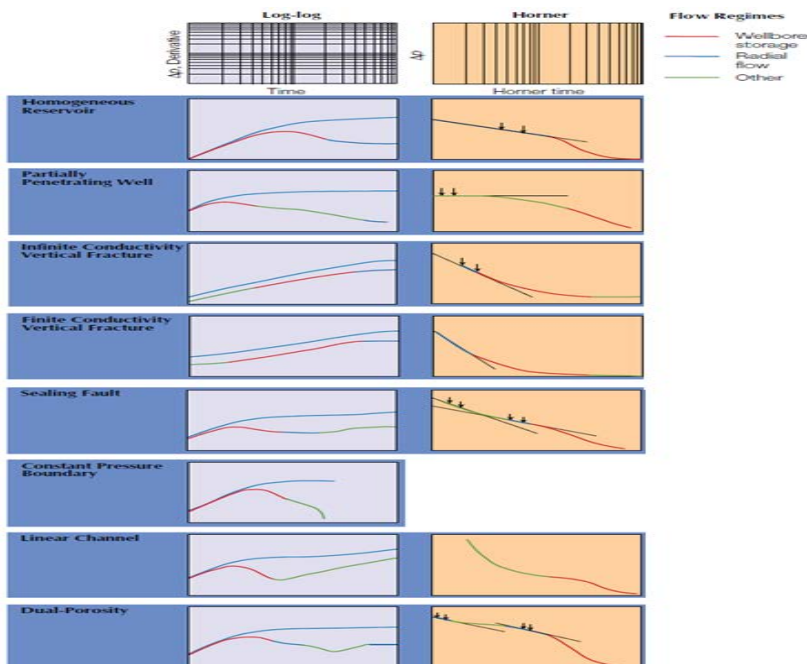 Log-log
Horner
Flow Regimes
Δp, Derivative
Time
Δp
Horner time
Wellbore
storage
Radial
flow
Other
Homogeneous
Reservoir
Partially
Penetrating Well
Infinite Conductivity
Vertical Fracture
Finite Conductivity
Vertical Fracture
Sealing Fault
Constant Pressure
Boundary
Linear Channel
Dual-Porosity